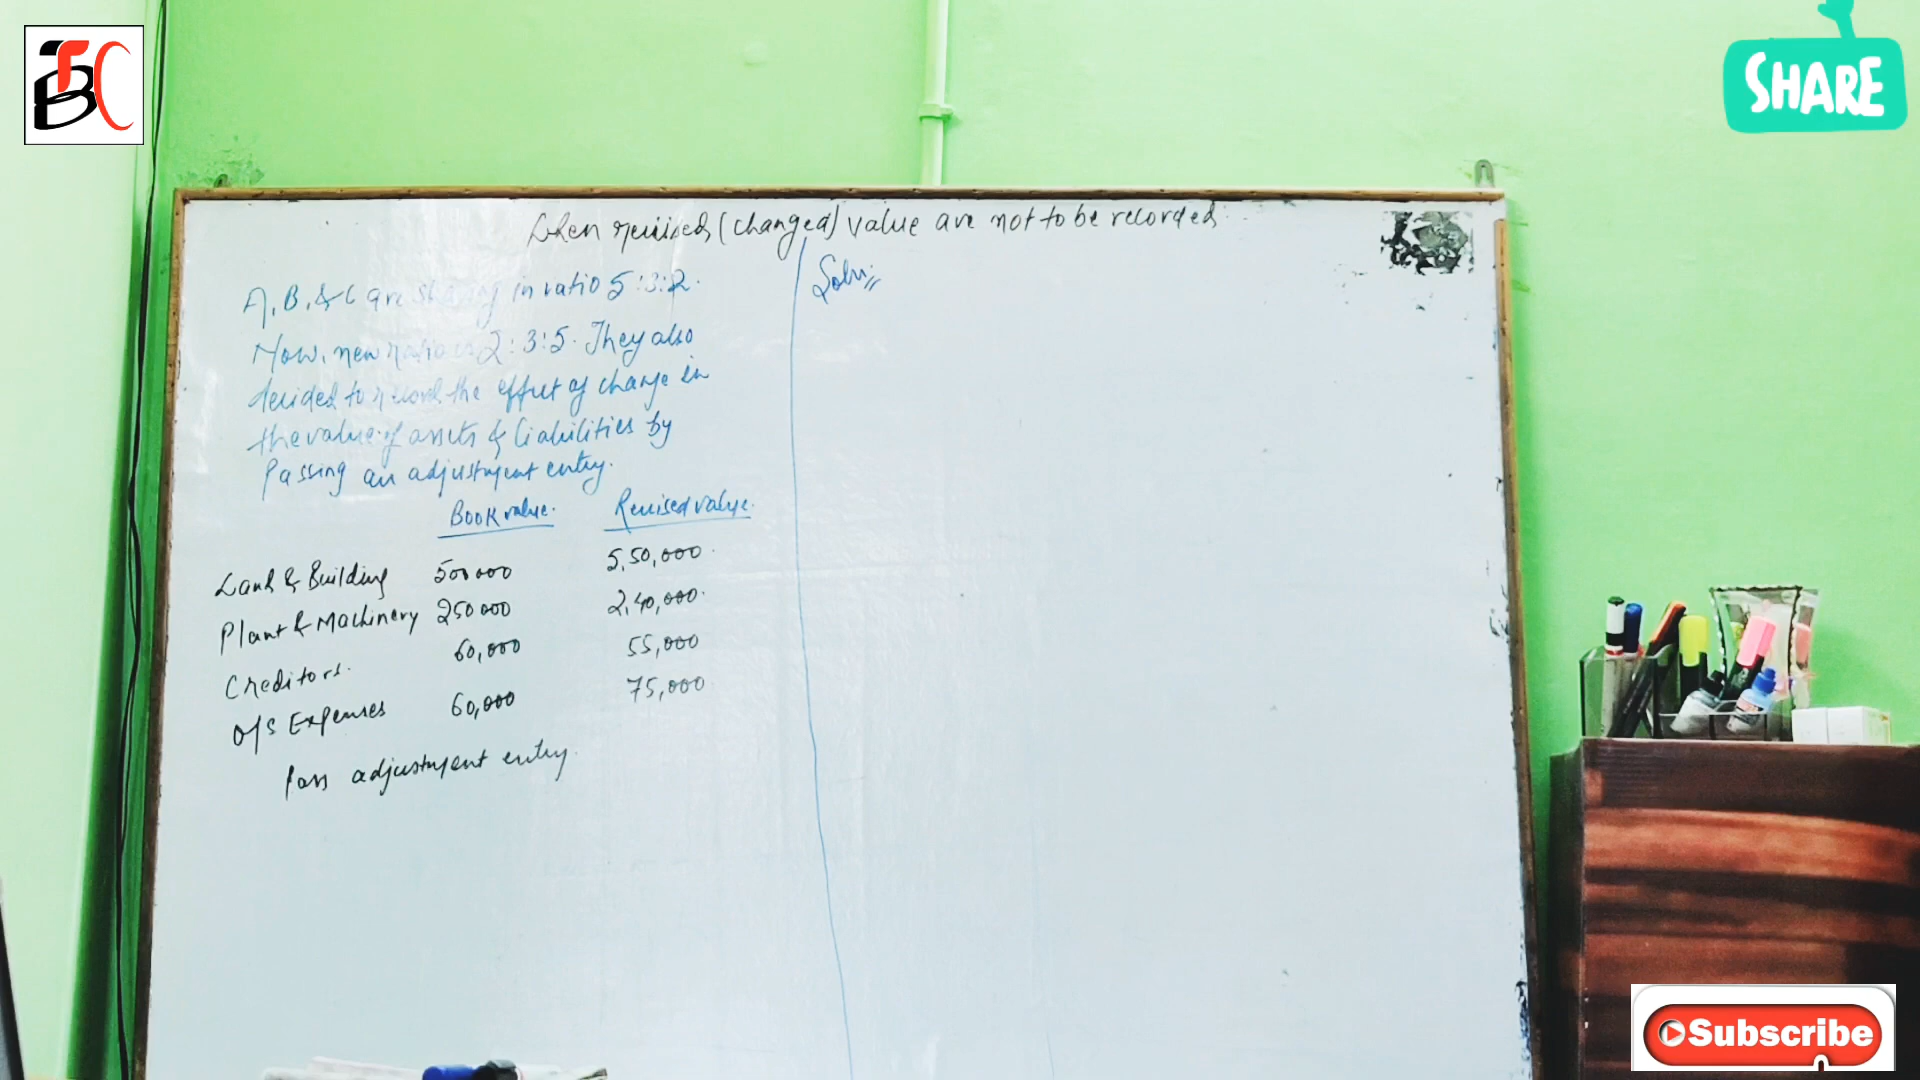 SHARE
When revised (changed) value are not to be recorded
A, B, & C are sharing in ratio 5:3:2.
Now, new ratio is 2:3:5. They also
decided to record the effect of change in
the value of assets & liabilities by
Passing an adjustment entry.
Book value. Revised value.
Land & Building 500000 5,50,000.
Plant & Machinery 250000 2,40,000.
Creditors. 60,000 55,000
O/S Expenses 60,000 75,000
Pass adjustment entry.
Soln:
Subscribe